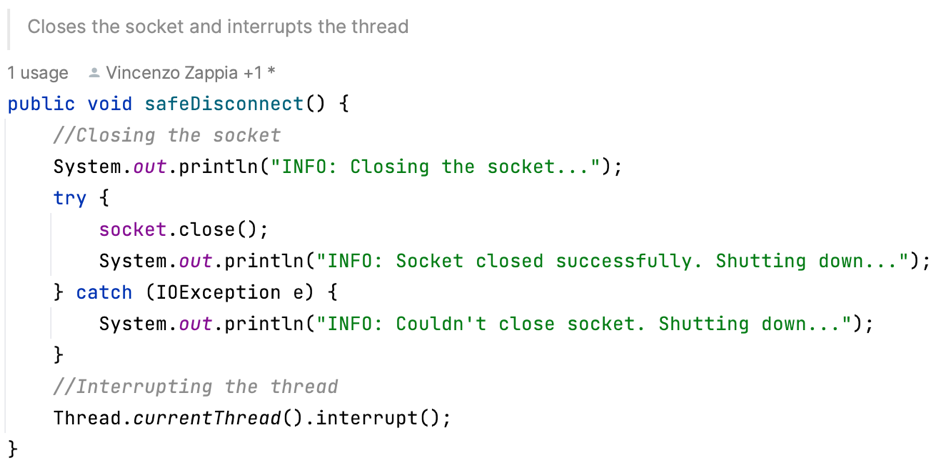 Closes the socket and interrupts the thread
1 usage Vincenzo Zappia +1 *
public void safeDisconnect() {
    //Closing the socket
    System.out.println("INFO: Closing the socket...");
    try {
        socket.close();
        System.out.println("INFO: Socket closed successfully. Shutting down...");
    } catch (IOException e) {
        System.out.println("INFO: Couldn't close socket. Shutting down...");
    }
    //Interrupting the thread
    Thread.currentThread().interrupt();
}